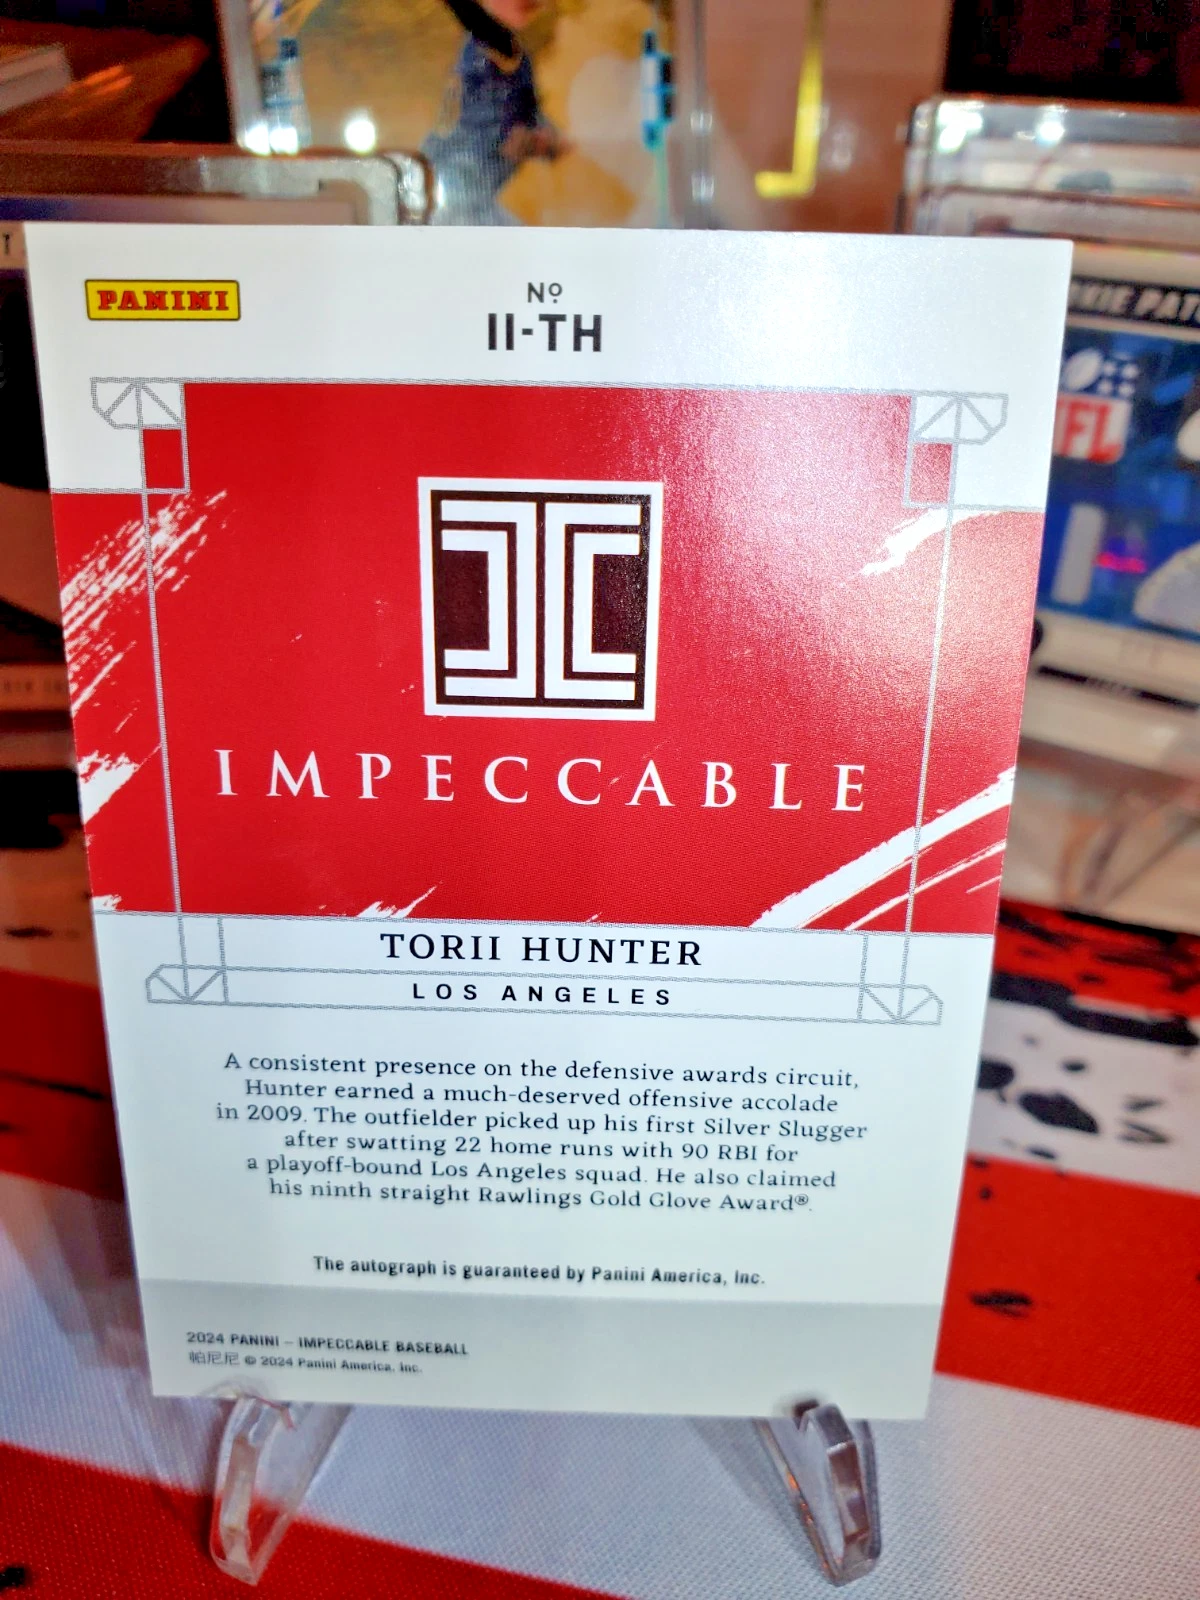 PANINI
Nº
II-TH
IMPECCABLE
TORII HUNTER
LOS ANGELES
A consistent presence on the defensive awards circuit,
Hunter earned a much-deserved offensive accolade
in 2009. The outfielder picked up his first Silver Slugger
after swatting 22 home runs with 90 RBI for
a playoff-bound Los Angeles squad. He also claimed
his ninth straight Rawlings Gold Glove Award®.
The autograph is guaranteed by Panini America, Inc.
2024 PANINI – IMPECCABLE BASEBALL
帕尼尼 © 2024 Panini America, Inc.
NFL